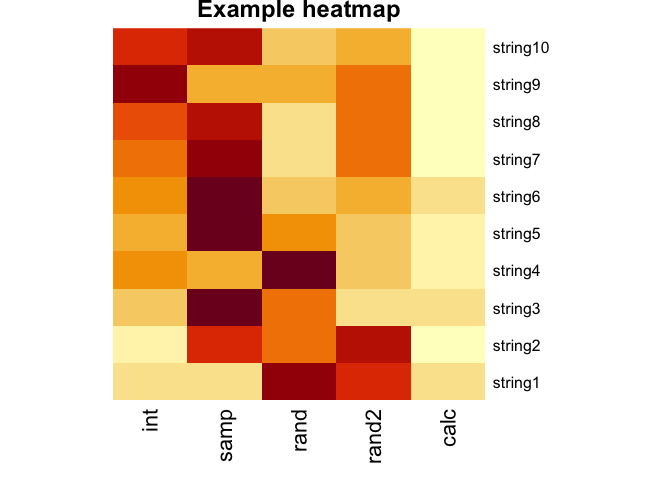 Example heatmap
string10
string9
string8
string7
string6
string5
string4
string3
string2
string1
int
samp
rand
rand2
calc